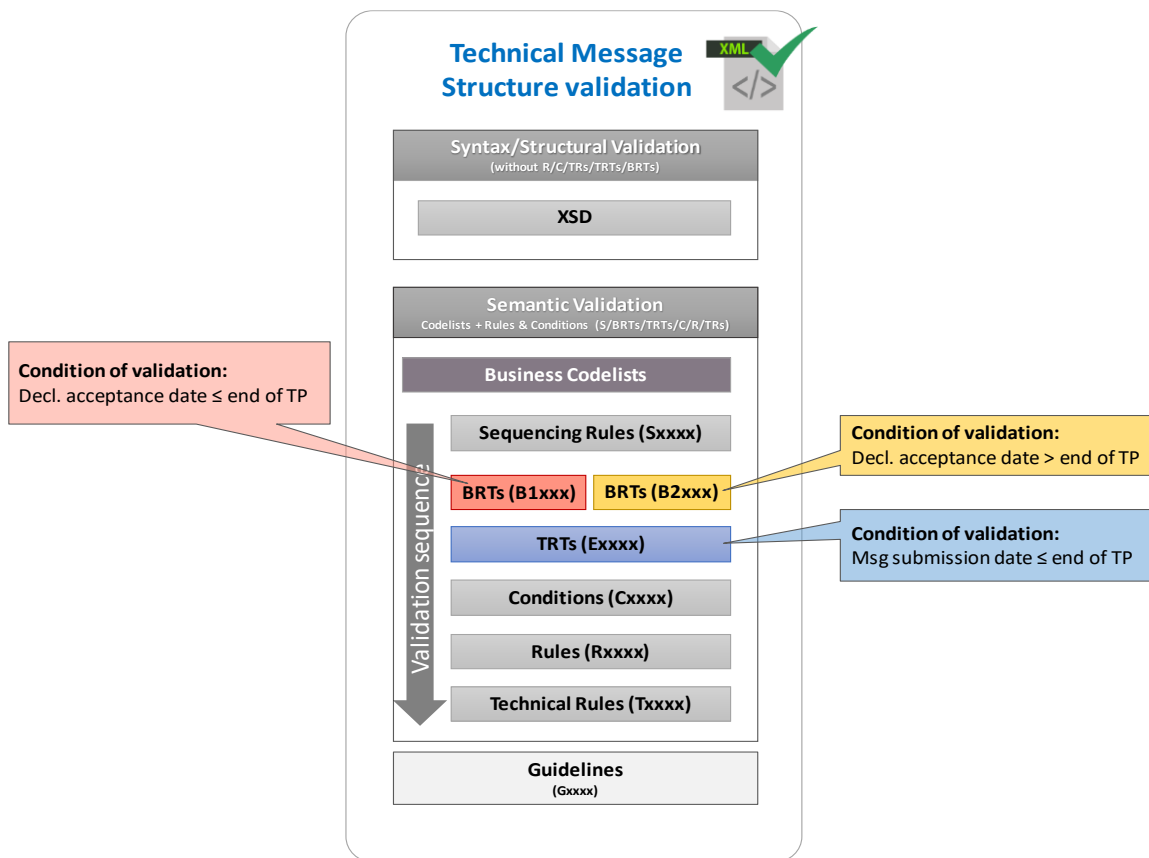 Technical Message
Structure validation
XML
</>
Syntax/Structural Validation
(without R/C/TRs/TRTs/BRTs)
XSD
Semantic Validation
Codelists + Rules & Conditions (S/BRTs/TRTs/C/R/TRs)
Business Codelists
Condition of validation:
Decl. acceptance date ≤ end of TP
Validation sequence
Sequencing Rules (Sxxxx)
BRTs (B1xxx)
BRTs (B2xxx)
Condition of validation:
Decl. acceptance date > end of TP
TRTs (Exxxx)
Condition of validation:
Msg submission date ≤ end of TP
Conditions (Cxxxx)
Rules (Rxxxx)
Technical Rules (Txxxx)
Guidelines
(Gxxxx)